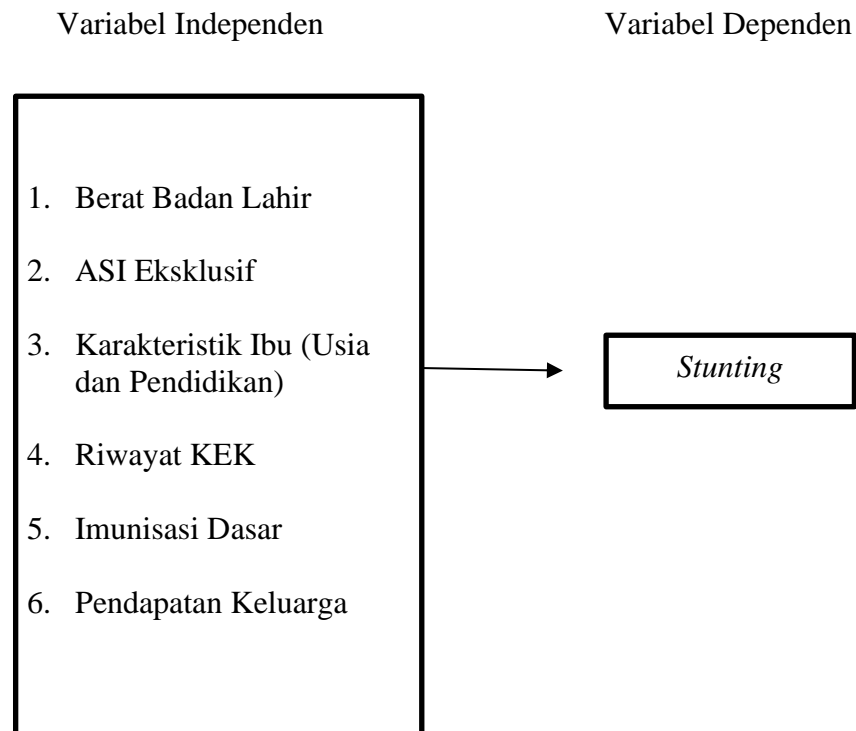 Variabel Independen
Variabel Dependen
1. Berat Badan Lahir
2. ASI Eksklusif
3. Karakteristik Ibu (Usia
dan Pendidikan)
4. Riwayat KEK
5. Imunisasi Dasar
6. Pendapatan Keluarga
Stunting